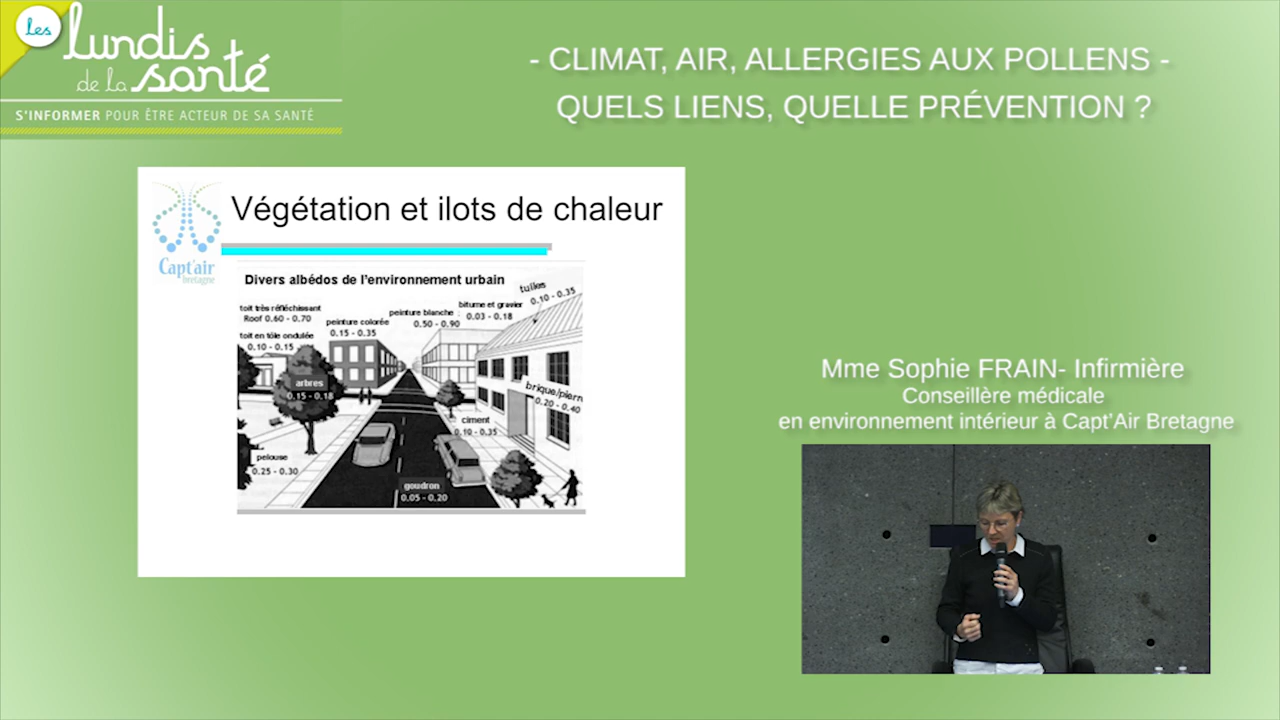 les lundis
de la santé
S'INFORMER POUR ÊTRE ACTEUR DE SA SANTÉ
- CLIMAT, AIR, ALLERGIES AUX POLLENS -
QUELS LIENS, QUELLE PRÉVENTION ?
Capt'air
bretagne
Végétation et ilots de chaleur
Divers albédos de l'environnement urbain
toit très réfléchissant
Roof 0.60 - 0.70
toit en tôle ondulée
0.10 - 0.15
peinture colorée
0.15 - 0.35
peinture blanche
0.50 - 0.90
bitume et gravier
0.03 - 0.18
tuiles
0.10 - 0.35
arbres
0.15 - 0.18
brique/pierr
0.20 - 0.40
ciment
0.10 - 0.35
pelouse
0.25 - 0.30
goudron
0.05 - 0.20
Mme Sophie FRAIN- Infirmière
Conseillère médicale
en environnement intérieur à Capt'Air Bretagne